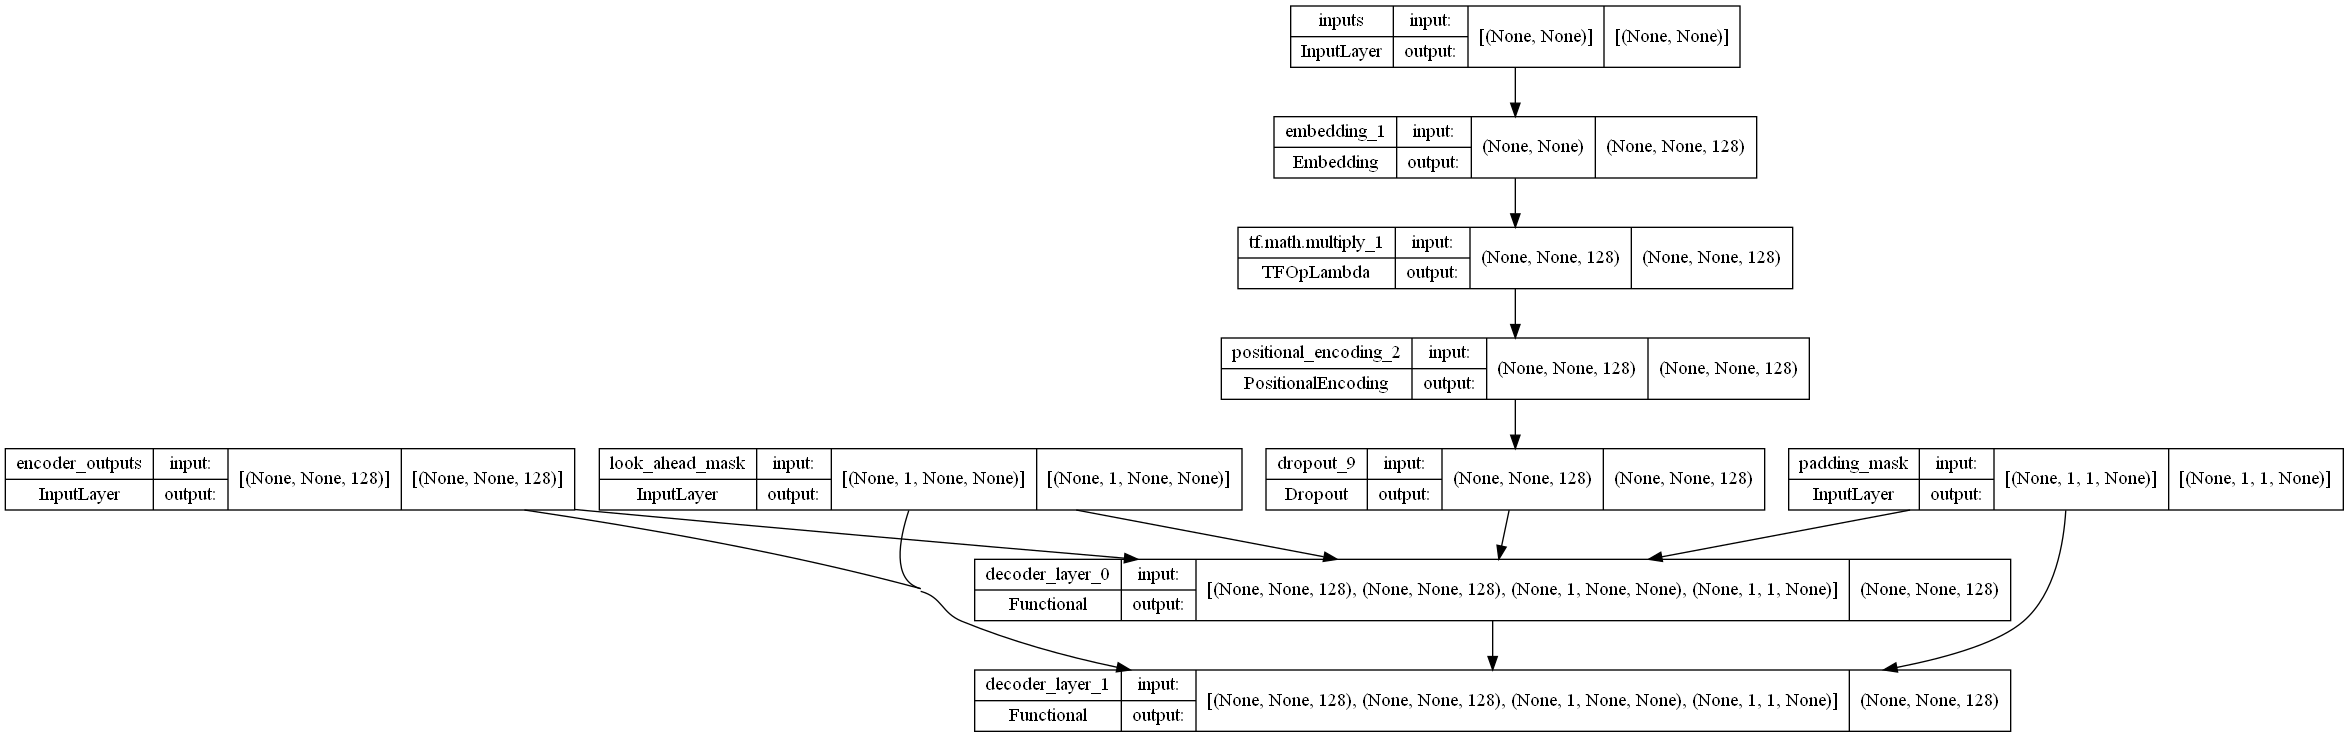 inputs input: [(None, None)] [(None, None)]
InputLayer output:
embedding_1 input: (None, None) (None, None, 128)
Embedding output:
tf.math.multiply_1 input: (None, None, 128) (None, None, 128)
TFOpLambda output:
positional_encoding_2 input: (None, None, 128) (None, None, 128)
PositionalEncoding output:
encoder_outputs input: [(None, None, 128)] [(None, None, 128)]
InputLayer output:
look_ahead_mask input: [(None, 1, None, None)] [(None, 1, None, None)]
InputLayer output:
dropout_9 input: (None, None, 128) (None, None, 128)
Dropout output:
padding_mask input: [(None, 1, 1, None)] [(None, 1, 1, None)]
InputLayer output:
decoder_layer_0 input: [(None, None, 128), (None, None, 128), (None, 1, None, None), (None, 1, 1, None)] (None, None, 128)
Functional output:
decoder_layer_1 input: [(None, None, 128), (None, None, 128), (None, 1, None, None), (None, 1, 1, None)] (None, None, 128)
Functional output: